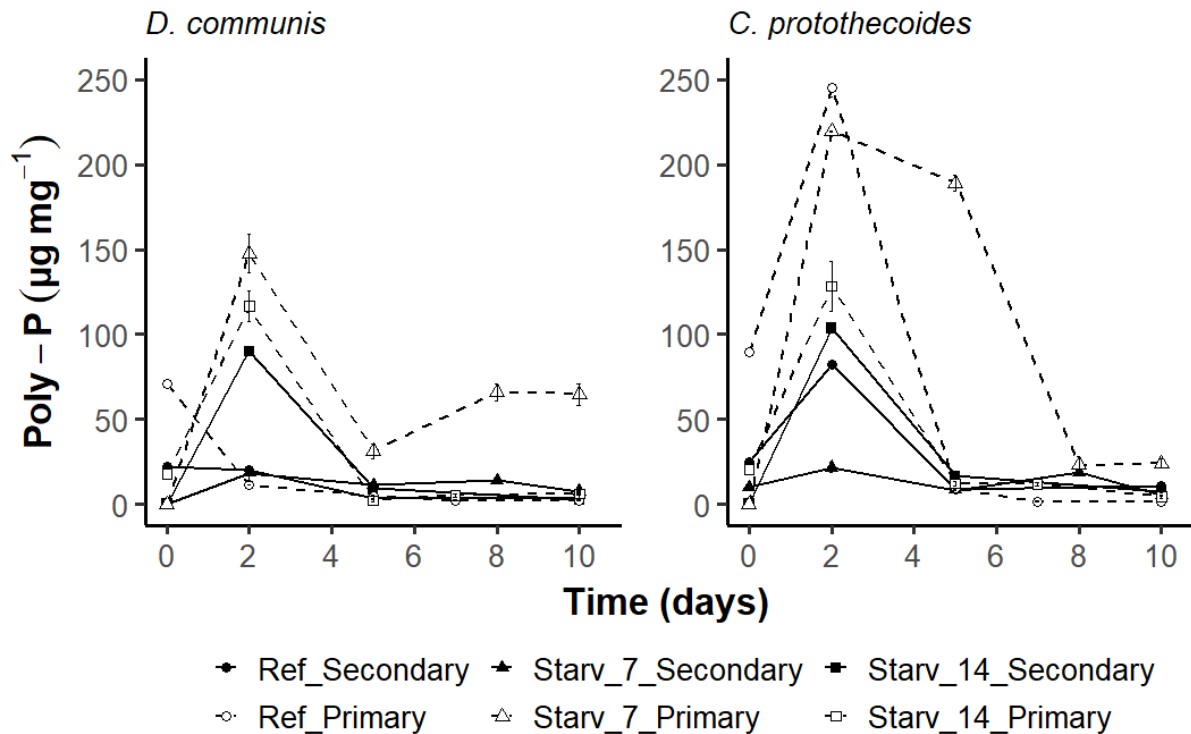 D. communis C. protothecoides
250 250
200 200
150 150
100 100
50 50
0 0
0 2 4 6 8 10 0 2 4 6 8 10
Poly – P (µg mg⁻¹)
Time (days)
Ref_Secondary Starv_7_Secondary Starv_14_Secondary
Ref_Primary Starv_7_Primary Starv_14_Primary